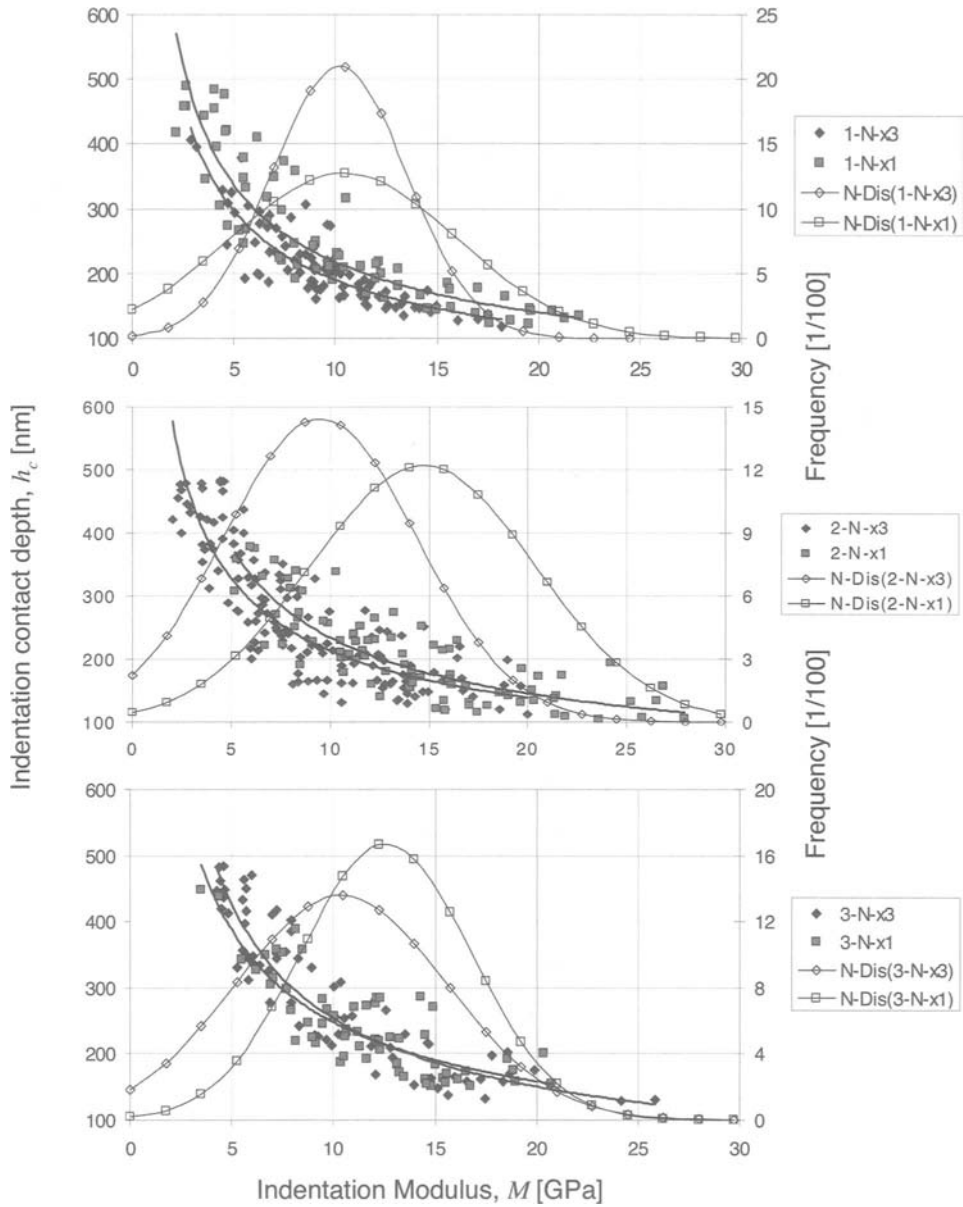 600
500
400
300
200
100
25
20
15
10
5
0
0 5 10 15 20 25 30
1-N-x3
1-N-x1
N-Dis(1-N-x3)
N-Dis(1-N-x1)
Indentation contact depth, h_c [nm]
Frequency [1/100]
600
500
400
300
200
100
15
12
9
6
3
0
0 5 10 15 20 25 30
2-N-x3
2-N-x1
N-Dis(2-N-x3)
N-Dis(2-N-x1)
Frequency [1/100]
600
500
400
300
200
100
20
16
12
8
4
0
0 5 10 15 20 25 30
3-N-x3
3-N-x1
N-Dis(3-N-x3)
N-Dis(3-N-x1)
Indentation Modulus, M [GPa]